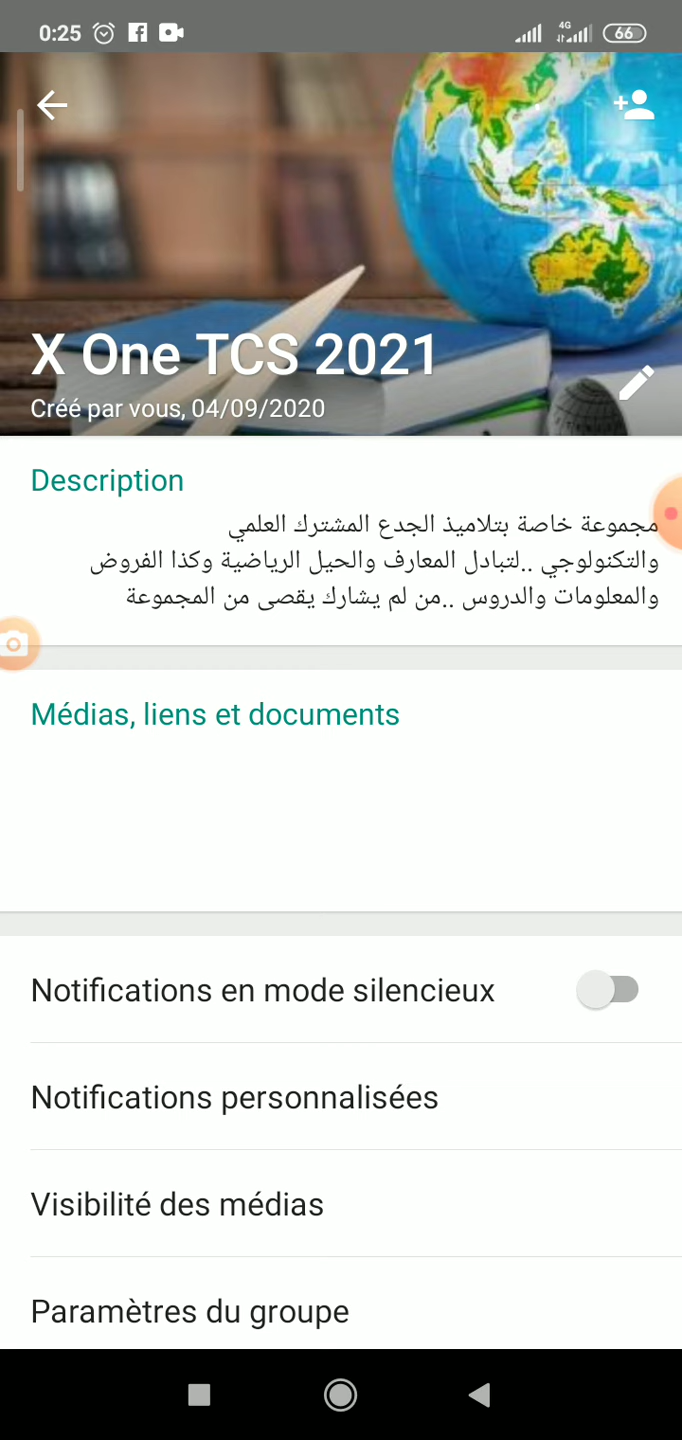 0:25
4G
66
X One TCS 2021
Créé par vous, 04/09/2020
Description
مجموعة خاصة بتلاميذ الجدع المشترك العلمي
والتكنولوجي ..لتبادل المعارف والحيل الرياضية وكذا الفروض
والمعلومات والدروس ..من لم يشارك يقصى من المجموعة
Médias, liens et documents
Notifications en mode silencieux
Notifications personnalisées
Visibilité des médias
Paramètres du groupe